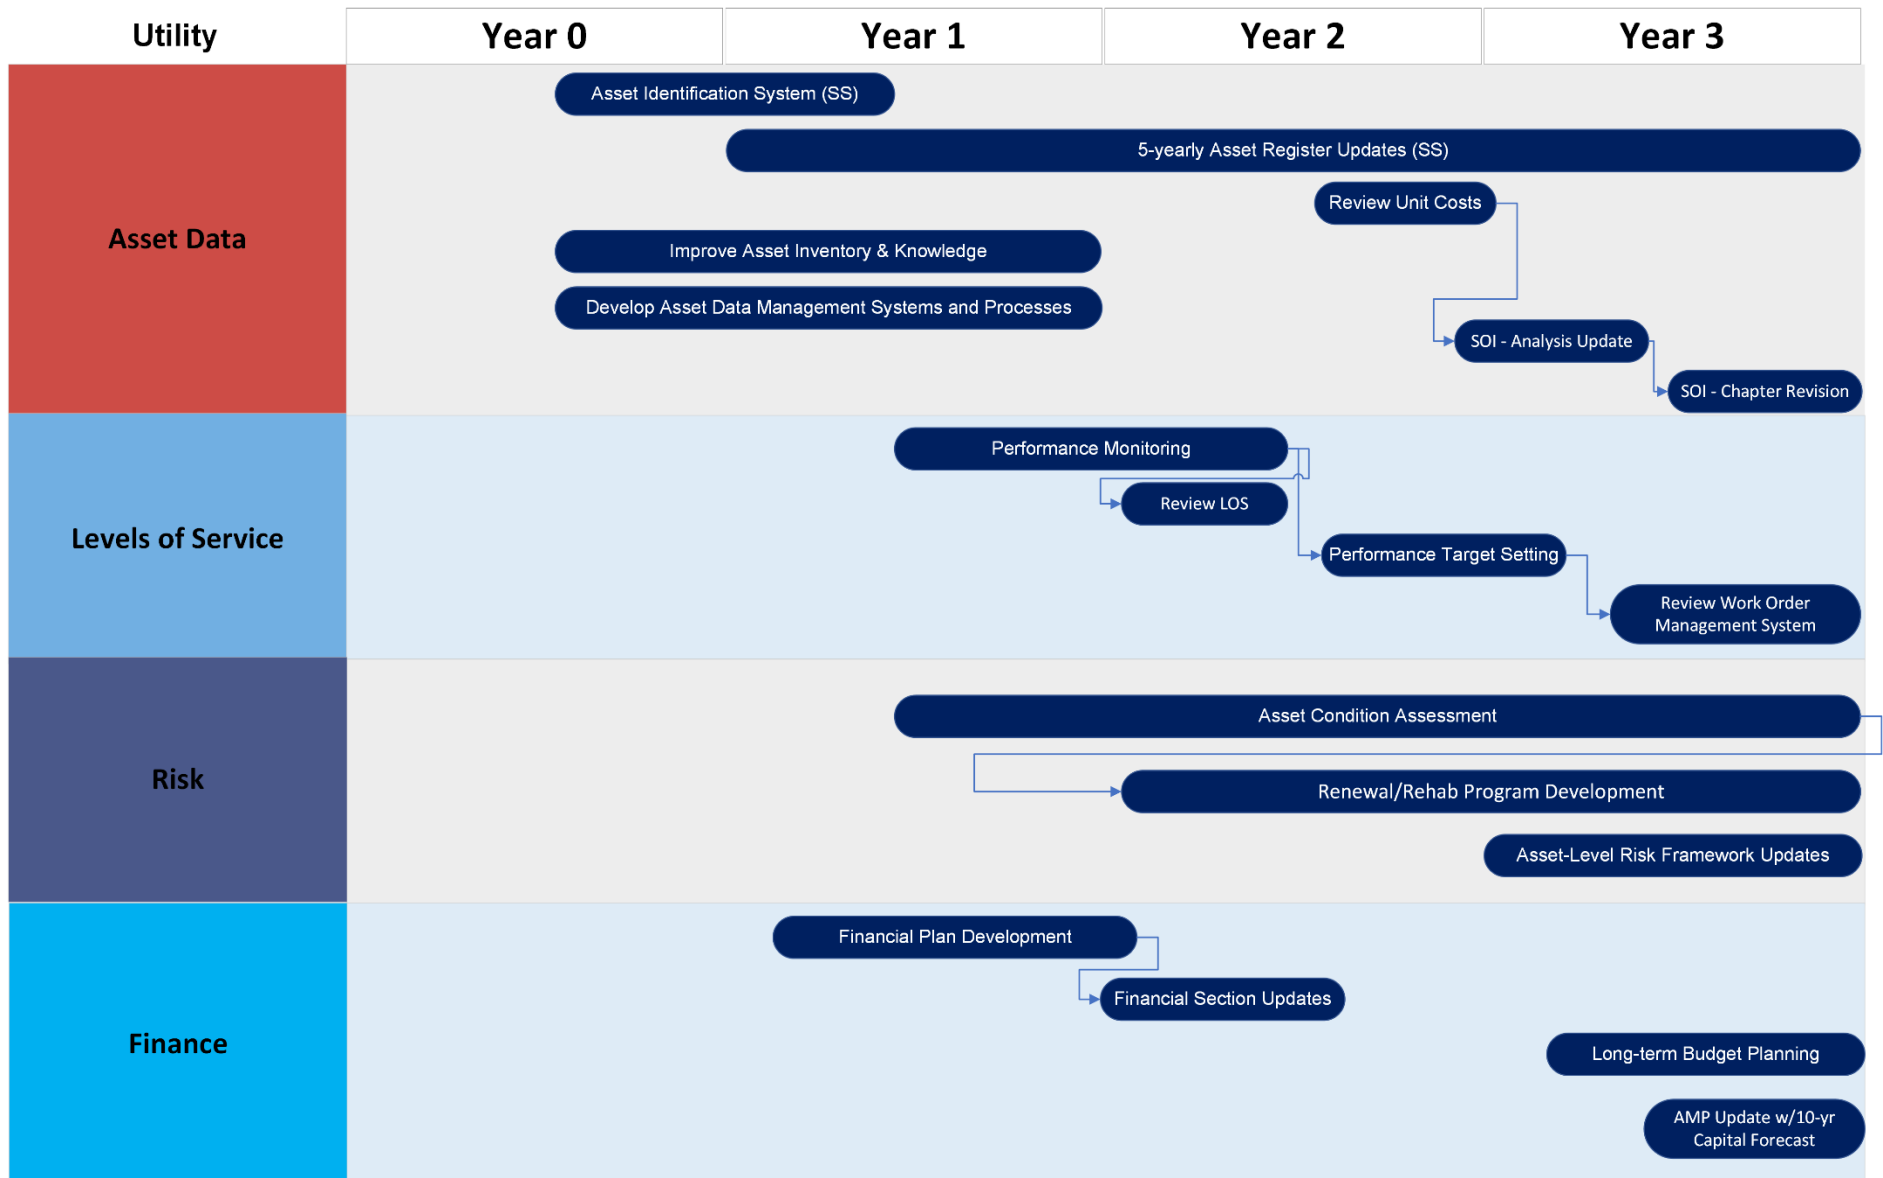 Utility
Year 0
Year 1
Year 2
Year 3
Asset Data
Asset Identification System (SS)
5-yearly Asset Register Updates (SS)
Review Unit Costs
Improve Asset Inventory & Knowledge
Develop Asset Data Management Systems and Processes
SOI - Analysis Update
SOI - Chapter Revision
Levels of Service
Performance Monitoring
Review LOS
Performance Target Setting
Review Work Order
Management System
Risk
Asset Condition Assessment
Renewal/Rehab Program Development
Asset-Level Risk Framework Updates
Finance
Financial Plan Development
Financial Section Updates
Long-term Budget Planning
AMP Update w/10-yr
Capital Forecast